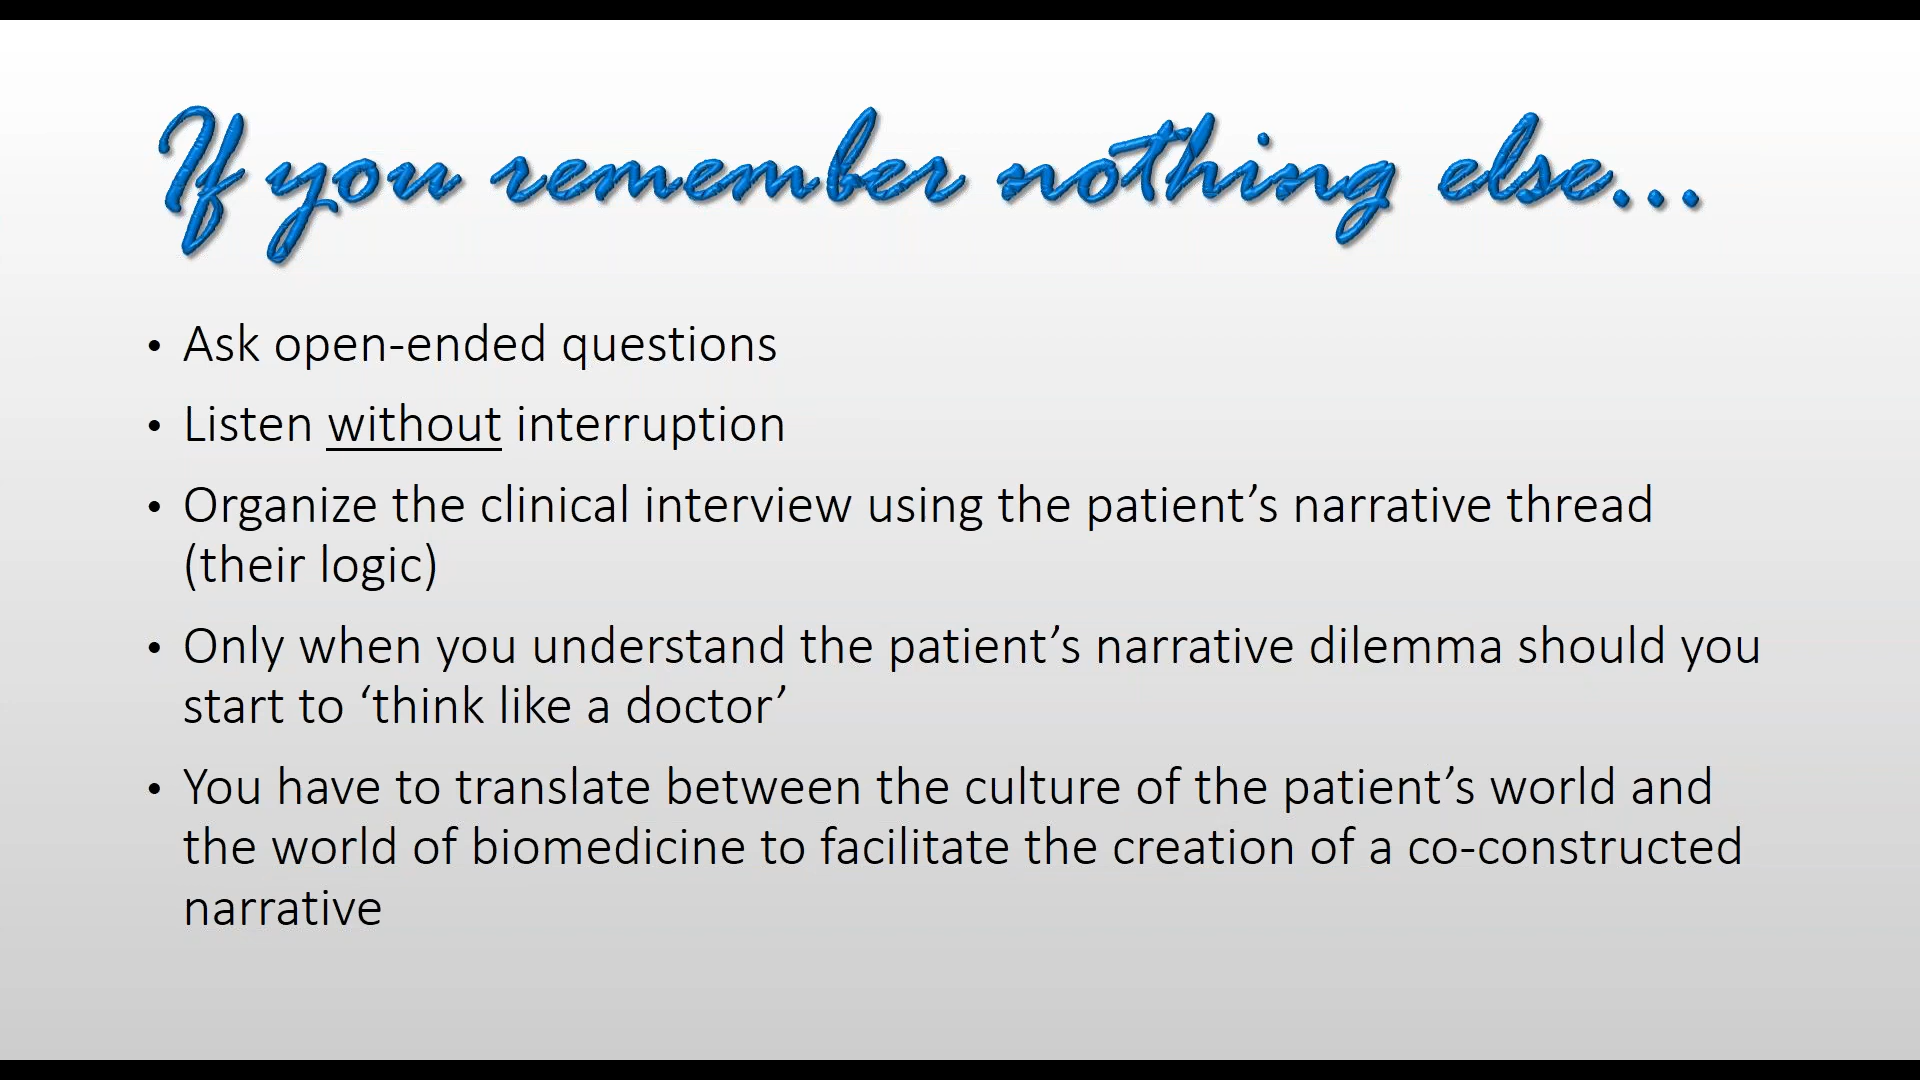 If you remember nothing else...
• Ask open-ended questions
• Listen without interruption
• Organize the clinical interview using the patient’s narrative thread
(their logic)
• Only when you understand the patient’s narrative dilemma should you
start to ‘think like a doctor’
• You have to translate between the culture of the patient’s world and
the world of biomedicine to facilitate the creation of a co-constructed
narrative